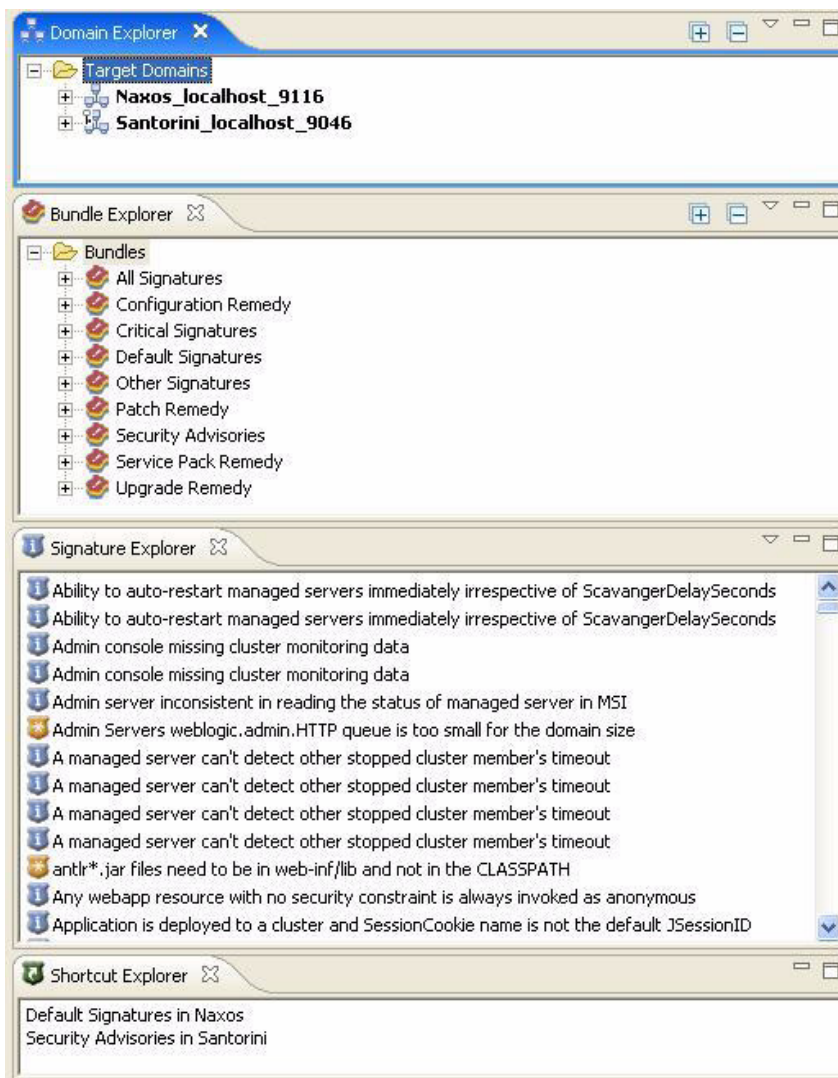 Domain Explorer
Target Domains
Naxos_localhost_9116
Santorini_localhost_9046
Bundle Explorer
Bundles
All Signatures
Configuration Remedy
Critical Signatures
Default Signatures
Other Signatures
Patch Remedy
Security Advisories
Service Pack Remedy
Upgrade Remedy
Signature Explorer
Ability to auto-restart managed servers immediately irrespective of ScavangerDelaySeconds
Ability to auto-restart managed servers immediately irrespective of ScavangerDelaySeconds
Admin console missing cluster monitoring data
Admin console missing cluster monitoring data
Admin server inconsistent in reading the status of managed server in MSI
Admin Servers weblogic.admin.HTTP queue is too small for the domain size
A managed server can't detect other stopped cluster member's timeout
A managed server can't detect other stopped cluster member's timeout
A managed server can't detect other stopped cluster member's timeout
A managed server can't detect other stopped cluster member's timeout
antlr*.jar files need to be in web-inf/lib and not in the CLASSPATH
Any webapp resource with no security constraint is always invoked as anonymous
Application is deployed to a cluster and SessionCookie name is not the default JSessionID
Shortcut Explorer
Default Signatures in Naxos
Security Advisories in Santorini